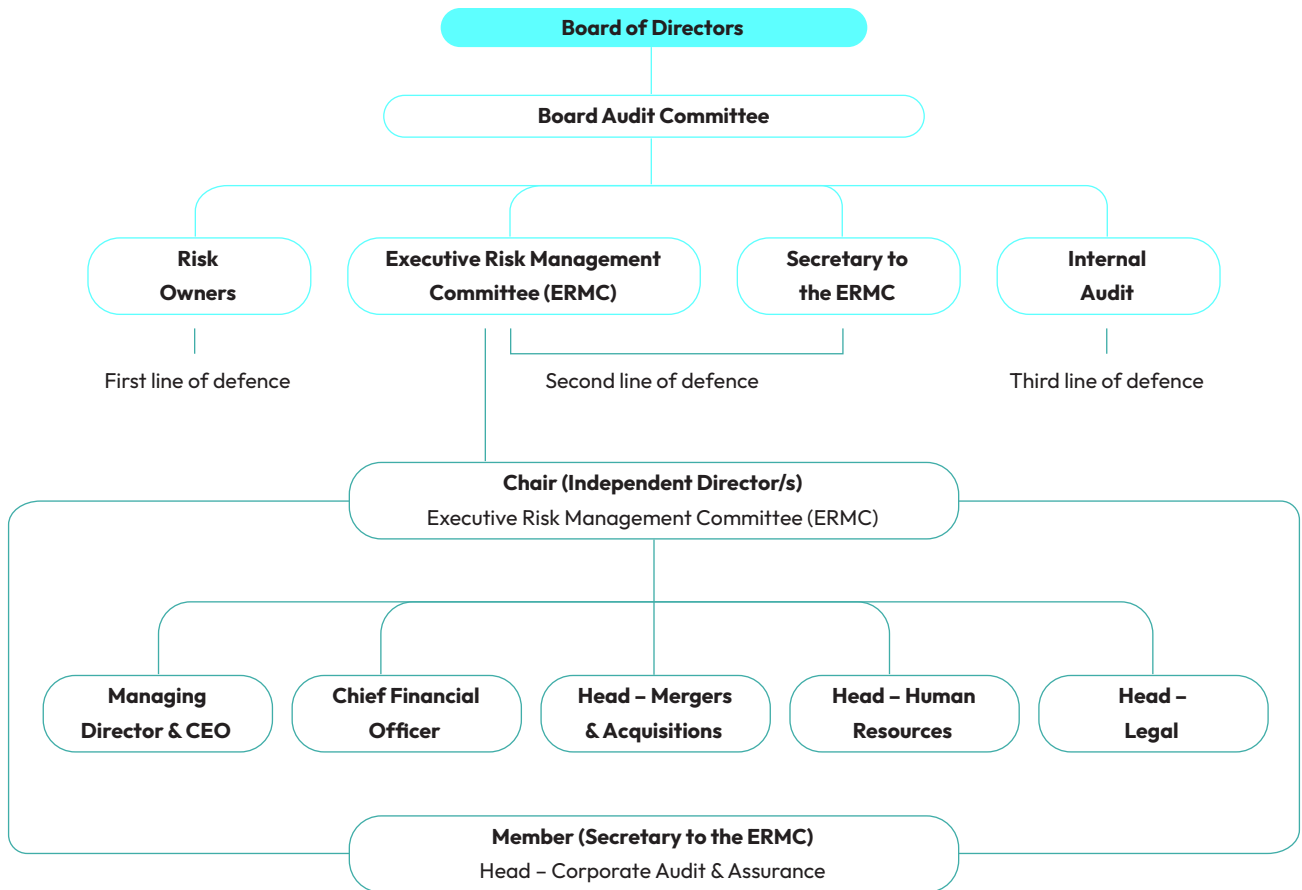 Board of Directors
Board Audit Committee
Risk
Owners
Executive Risk Management
Committee (ERMC)
Secretary to
the ERMC
Internal
Audit
First line of defence
Second line of defence
Third line of defence
Chair (Independent Director/s)
Executive Risk Management Committee (ERMC)
Managing
Director & CEO
Chief Financial
Officer
Head – Mergers
& Acquisitions
Head – Human
Resources
Head –
Legal
Member (Secretary to the ERMC)
Head – Corporate Audit & Assurance